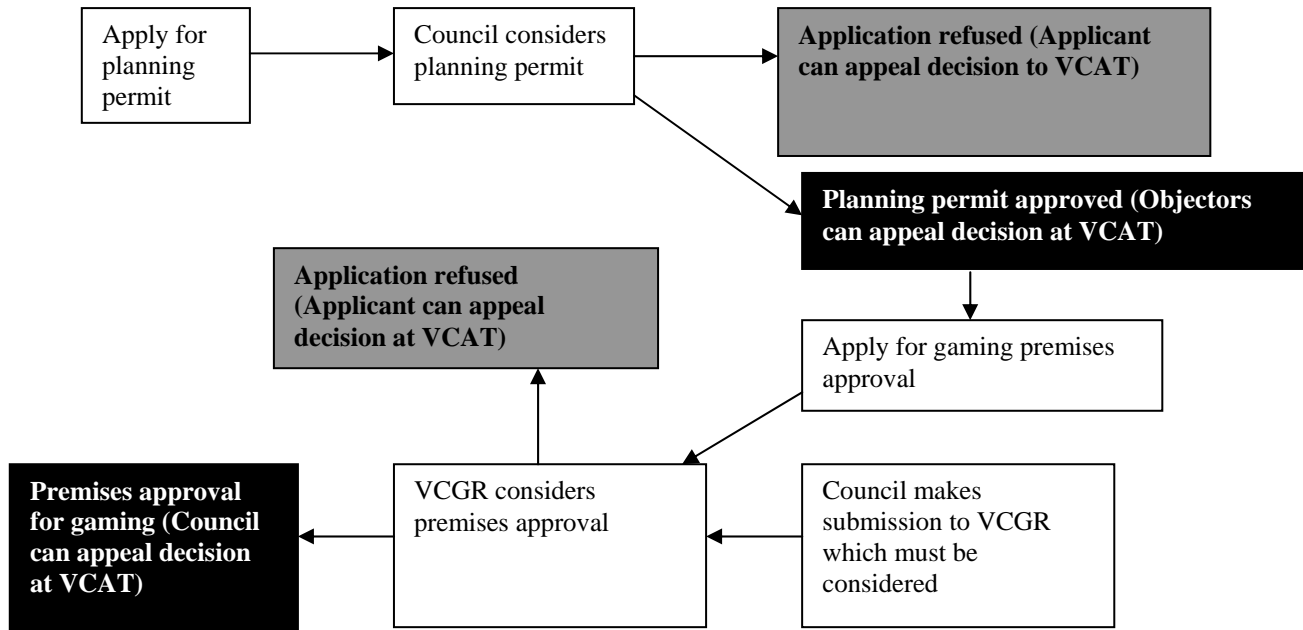 Apply for
planning
permit
Council considers
planning permit
Application refused (Applicant
can appeal decision to VCAT)
Planning permit approved (Objectors
can appeal decision at VCAT)
Application refused
(Applicant can appeal
decision at VCAT)
Apply for gaming premises
approval
Premises approval
for gaming (Council
can appeal decision
at VCAT)
VCGR considers
premises approval
Council makes
submission to VCGR
which must be
considered